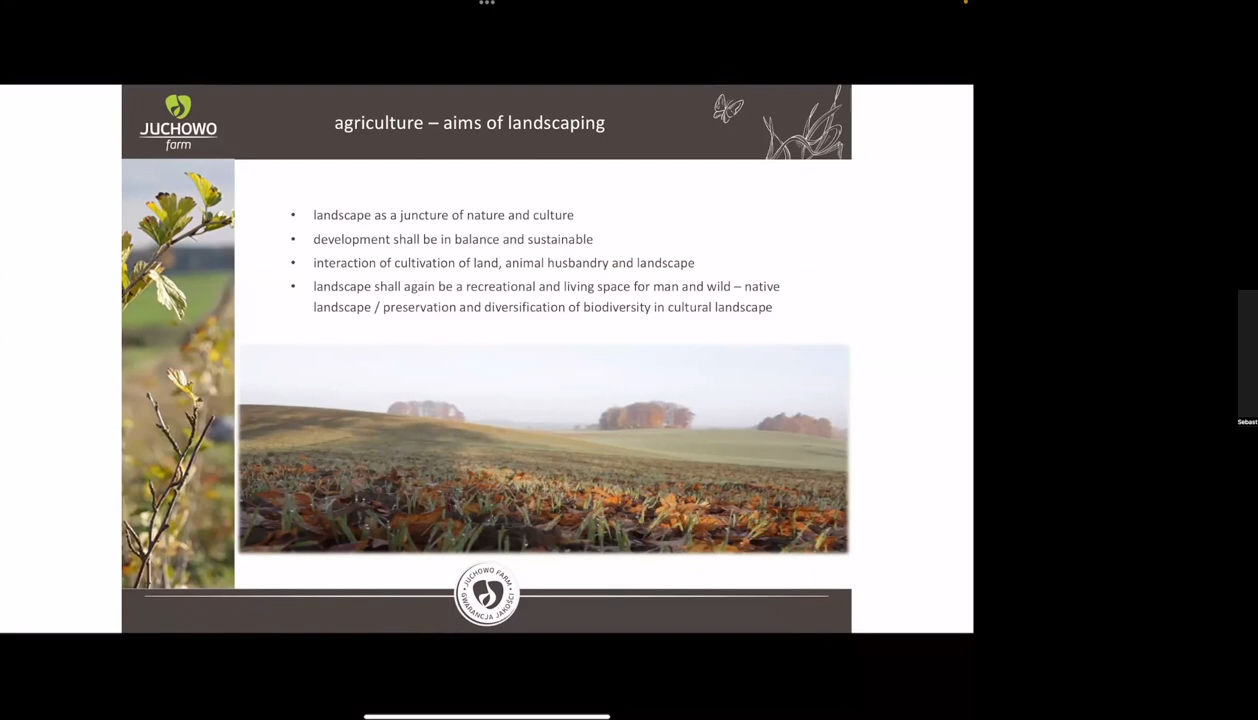 JUCHOWO
farm
agriculture – aims of landscaping
• landscape as a juncture of nature and culture
• development shall be in balance and sustainable
• interaction of cultivation of land, animal husbandry and landscape
• landscape shall again be a recreational and living space for man and wild – native
landscape / preservation and diversification of biodiversity in cultural landscape
Sebast
• JUCHOWO FARM •
GWARANCJA JAKOŚCI